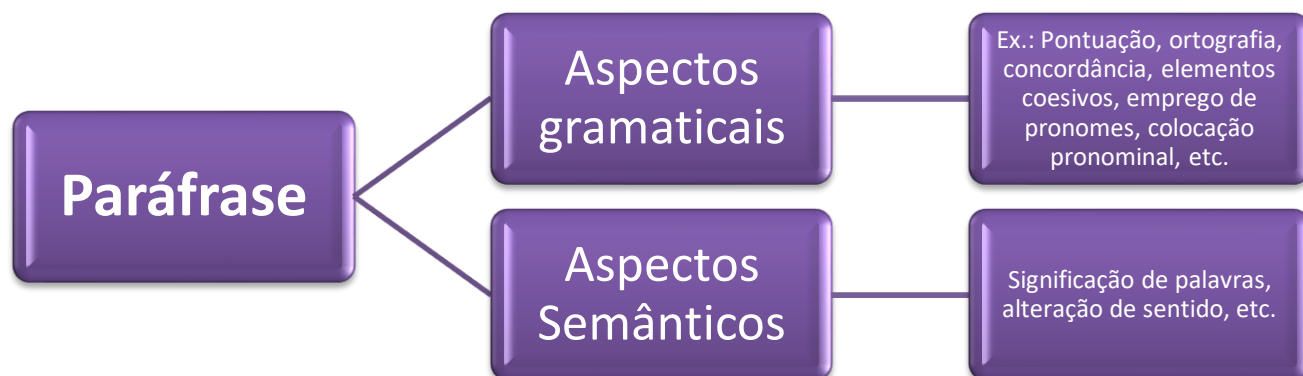 Paráfrase
Aspectos
gramaticais
Ex.: Pontuação, ortografia,
concordância, elementos
coesivos, emprego de
pronomes, colocação
pronominal, etc.
Aspectos
Semânticos
Significação de palavras,
alteração de sentido, etc.